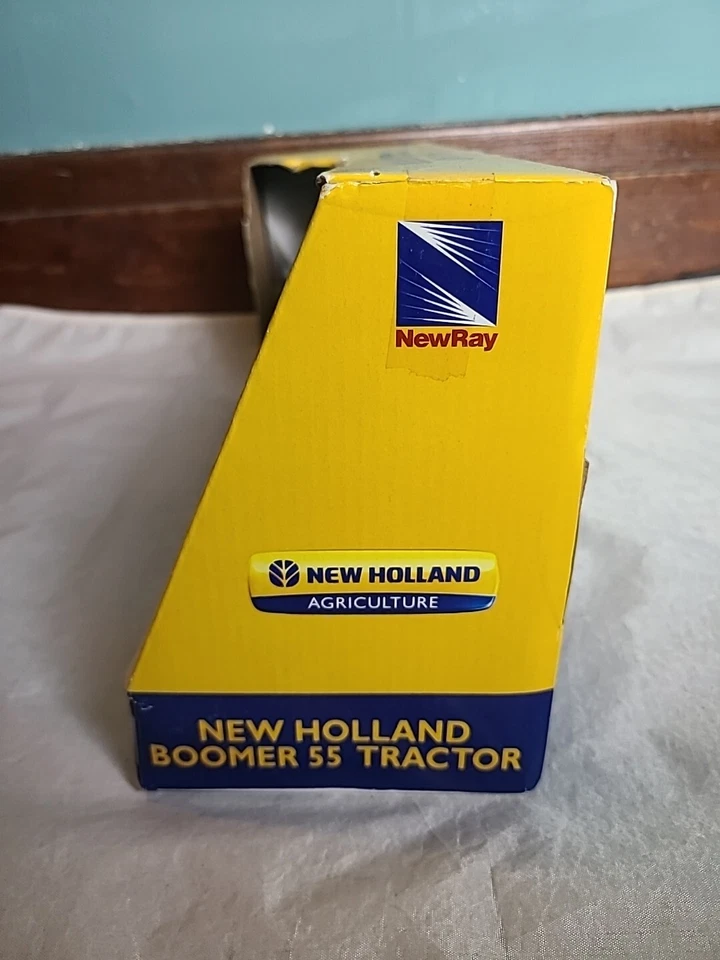 NewRay
NEW HOLLAND
AGRICULTURE
NEW HOLLAND
BOOMER 55 TRACTOR